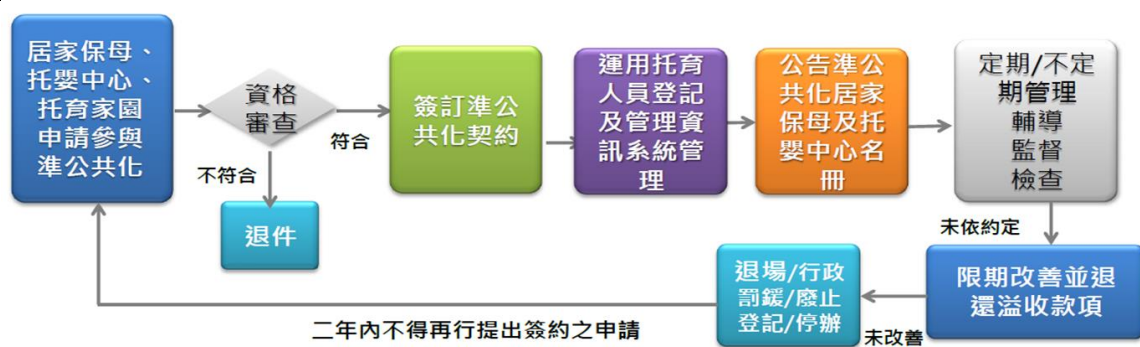 居家保母、
托嬰中心、
托育家園
申請參與
準公共化
資格
審查
符合
不符合
退件
簽訂準公
共化契約
運用托育
人員登記
及管理資
訊系統管
理
公告準公
共化居家
保母及托
嬰中心名
冊
定期/不定
期管理
輔導
監督
檢查
未依約定
限期改善並退
還溢收款項
未改善
退場/行政
罰鍰/廢止
登記/停辦
二年內不得再行提出簽約之申請